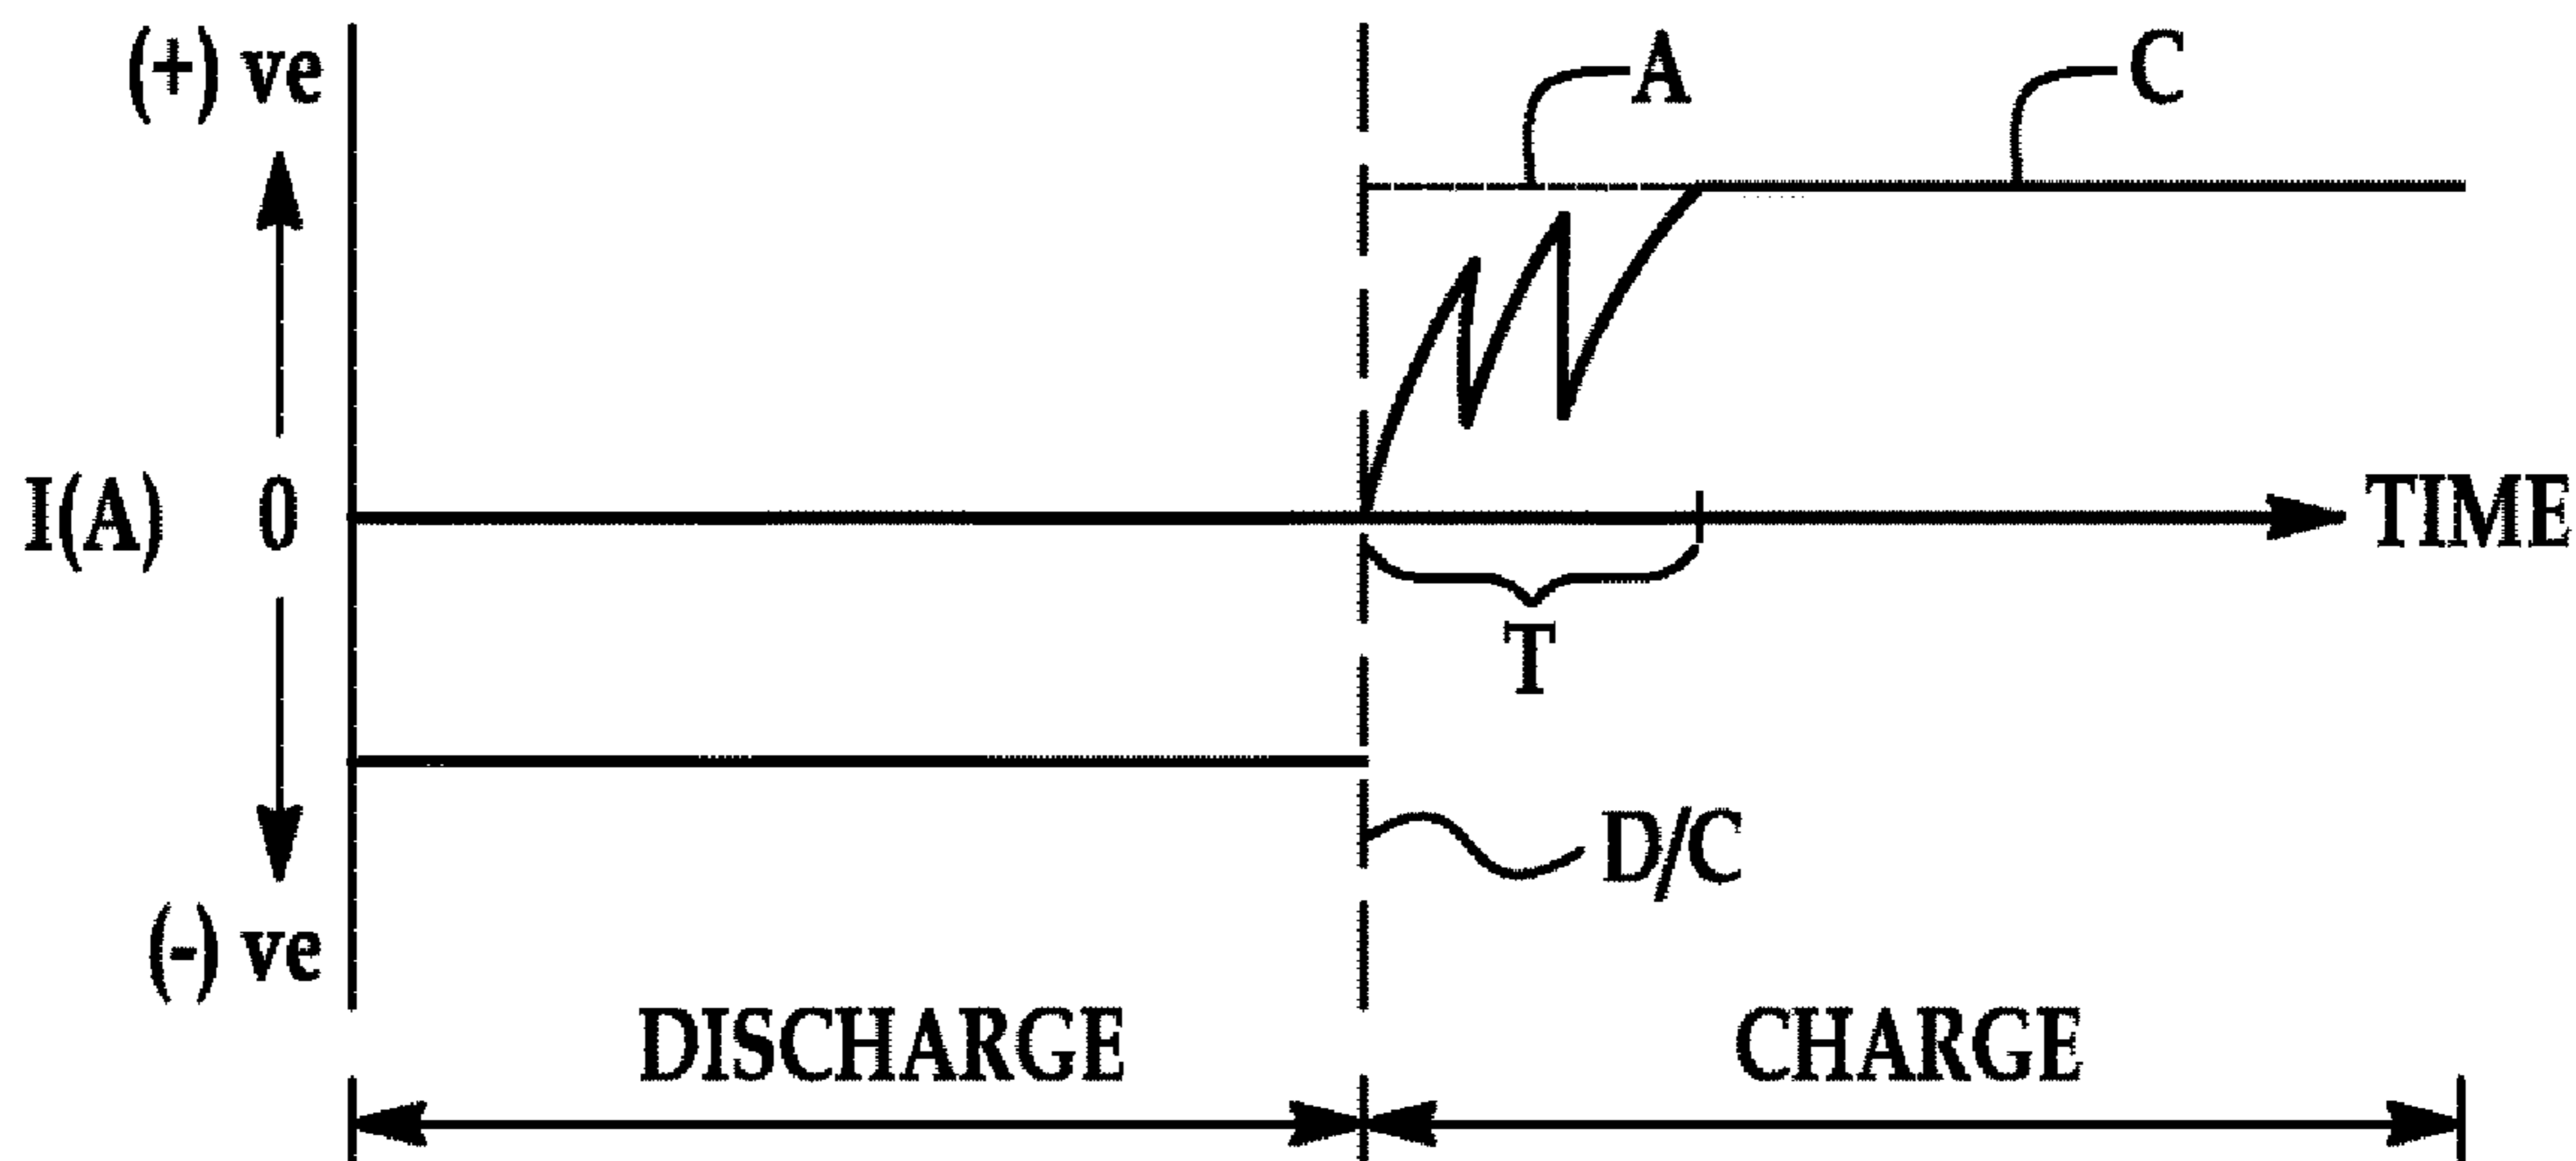 (+) ve
A
C
I(A)
0
TIME
T
D/C
(-) ve
DISCHARGE
CHARGE